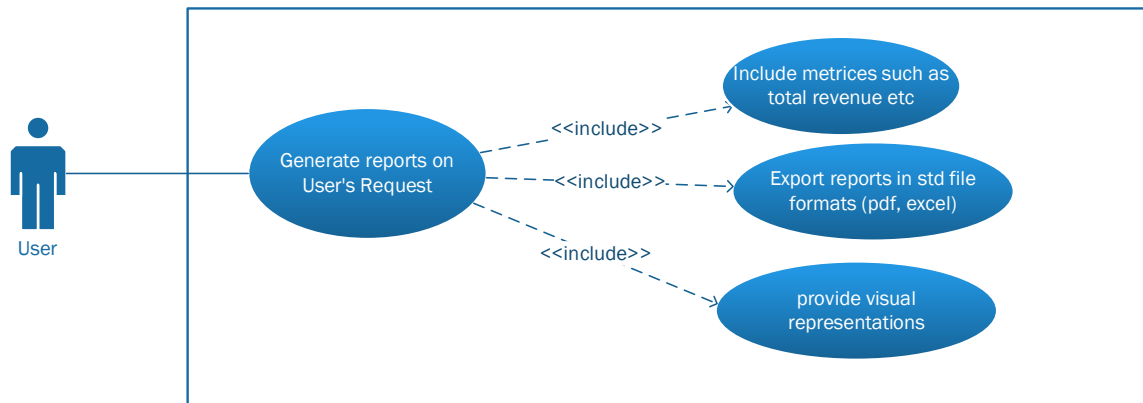 Include metrices such as
total revenue etc
<<include>>
Generate reports on
User's Request
<<include>>
Export reports in std file
formats (pdf, excel)
User
<<include>>
provide visual
representations